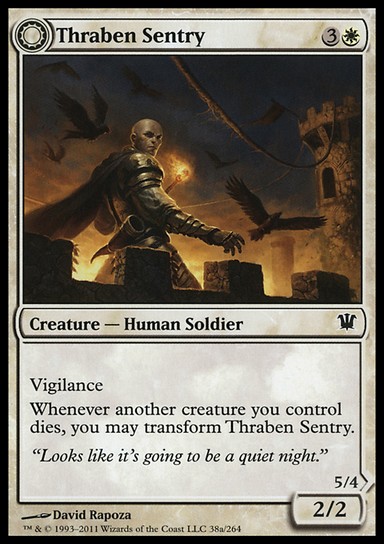 Thraben Sentry 3
Creature — Human Soldier
Vigilance
Whenever another creature you control
dies, you may transform Thraben Sentry.
“Looks like it’s going to be a quiet night.”
5/4
2/2
David Rapoza
™ & © 1993–2011 Wizards of the Coast LLC 38a/264